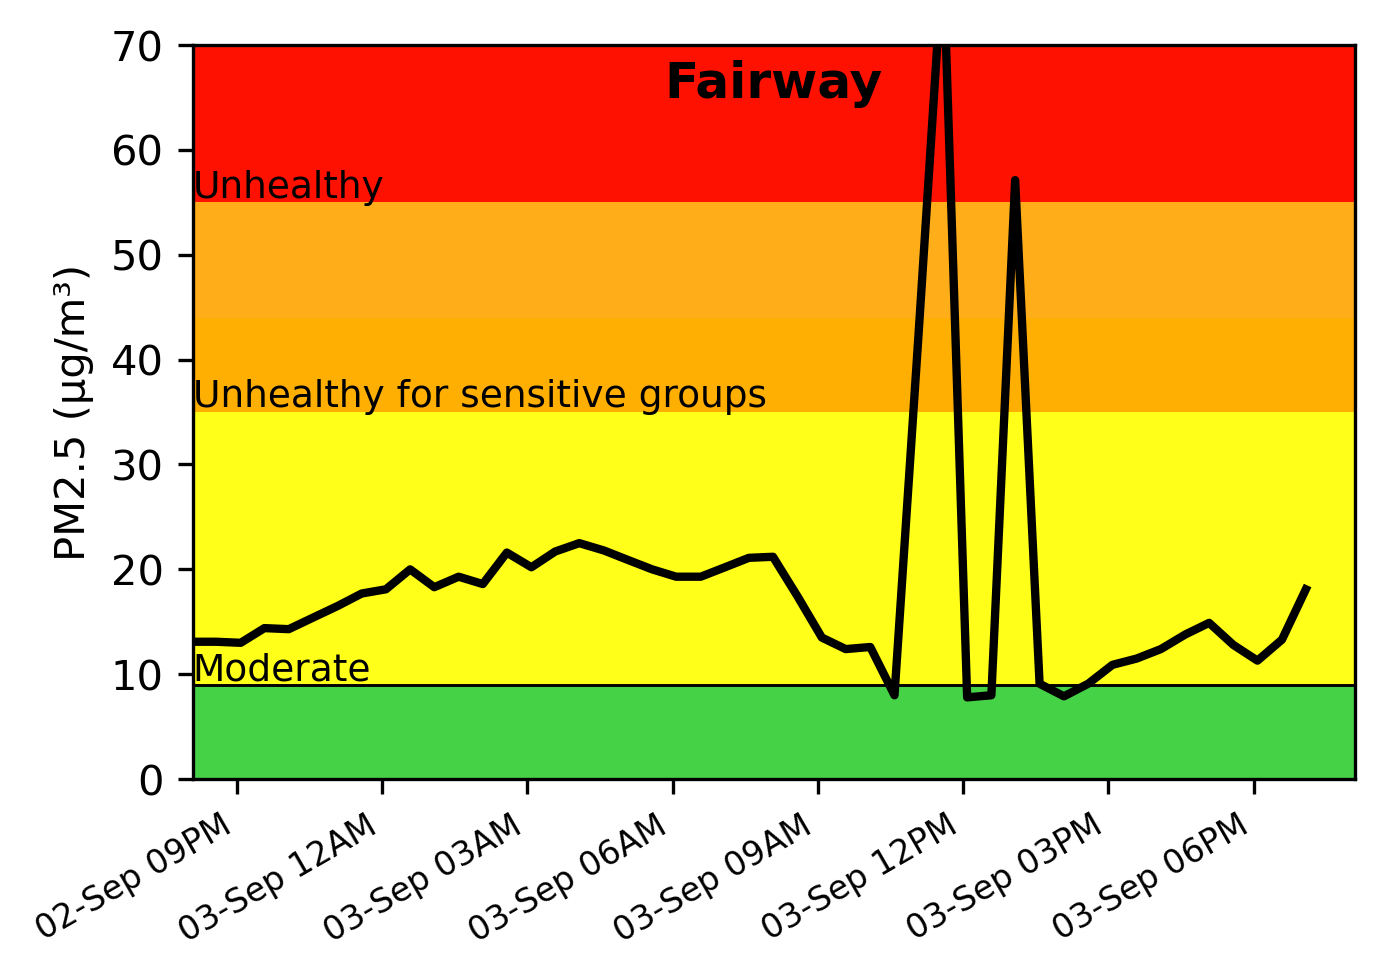 Fairway
PM2.5 (µg/m³)
70
60
50
40
30
20
10
0
Unhealthy
Unhealthy for sensitive groups
Moderate
02-Sep 09PM
03-Sep 12AM
03-Sep 03AM
03-Sep 06AM
03-Sep 09AM
03-Sep 12PM
03-Sep 03PM
03-Sep 06PM